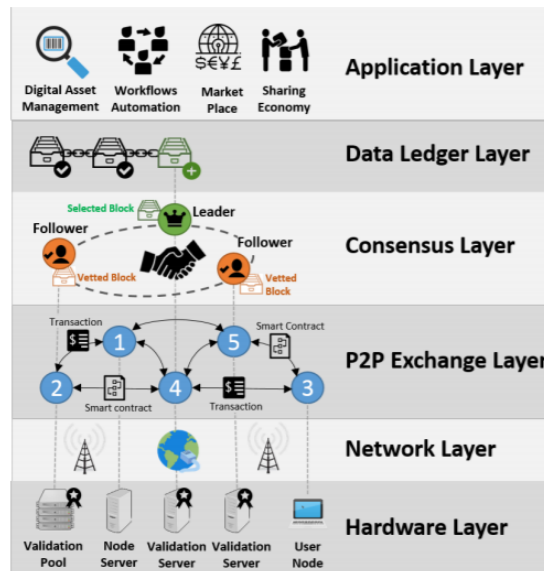 $€¥£
Digital Asset
Management
Workflows
Automation
Market
Place
Sharing
Economy
Application Layer
Data Ledger Layer
Selected Block
Leader
Follower
Follower
Vetted Block
Vetted
Block
Consensus Layer
Transaction
Smart Contract
1
5
2
4
3
Smart contract
Transaction
P2P Exchange Layer
Network Layer
Validation
Pool
Node
Server
Validation
Server
Validation
Server
User
Node
Hardware Layer